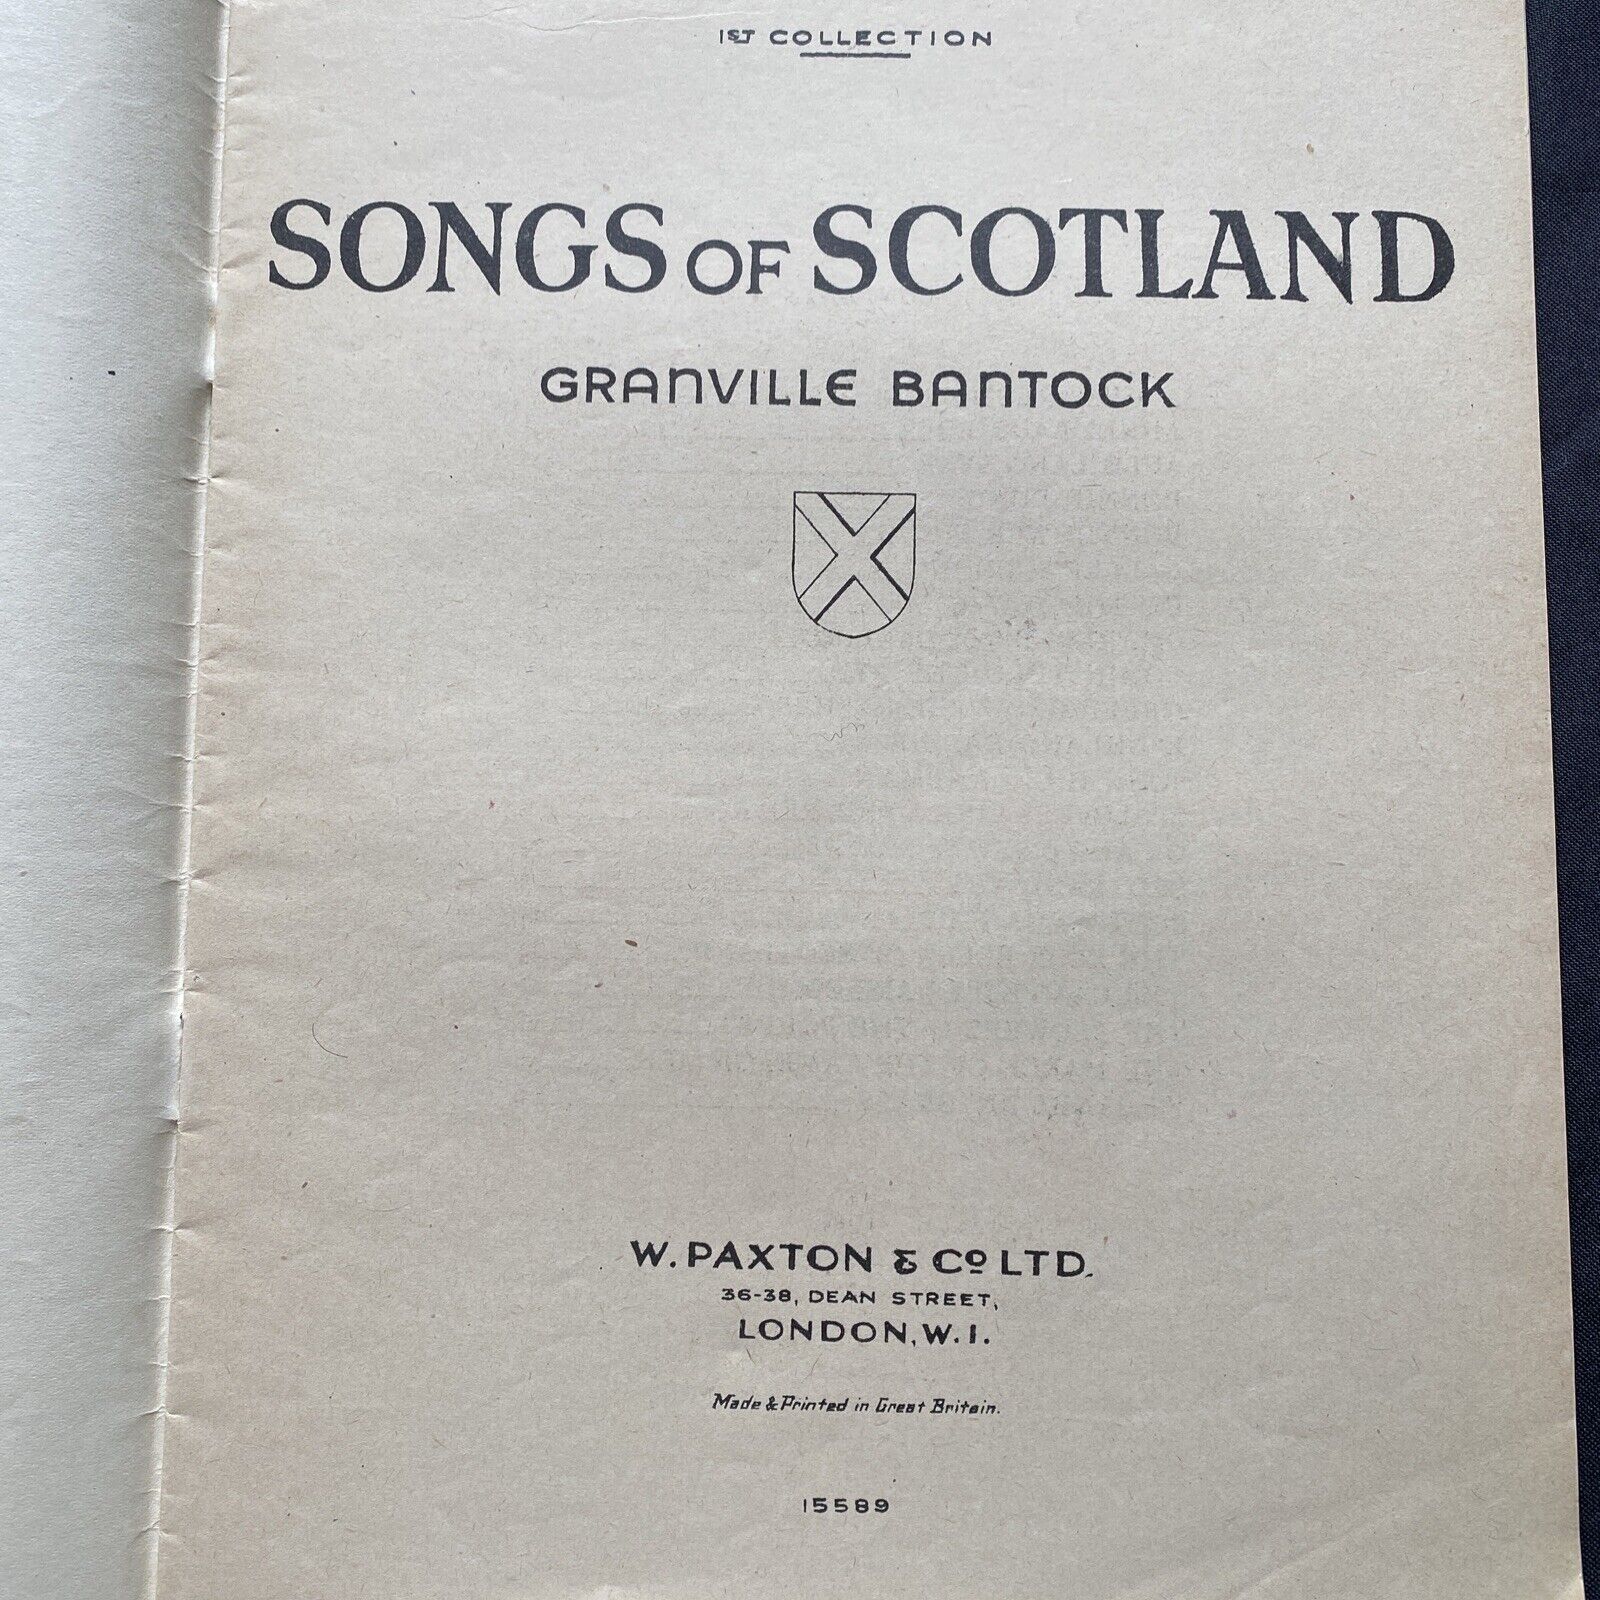 1ST COLLECTION
SONGS OF SCOTLAND
GRANVILLE BANTOCK
W. PAXTON & CO LTD.
36-38, DEAN STREET,
LONDON, W.1.
Made & Printed in Great Britain.
15589